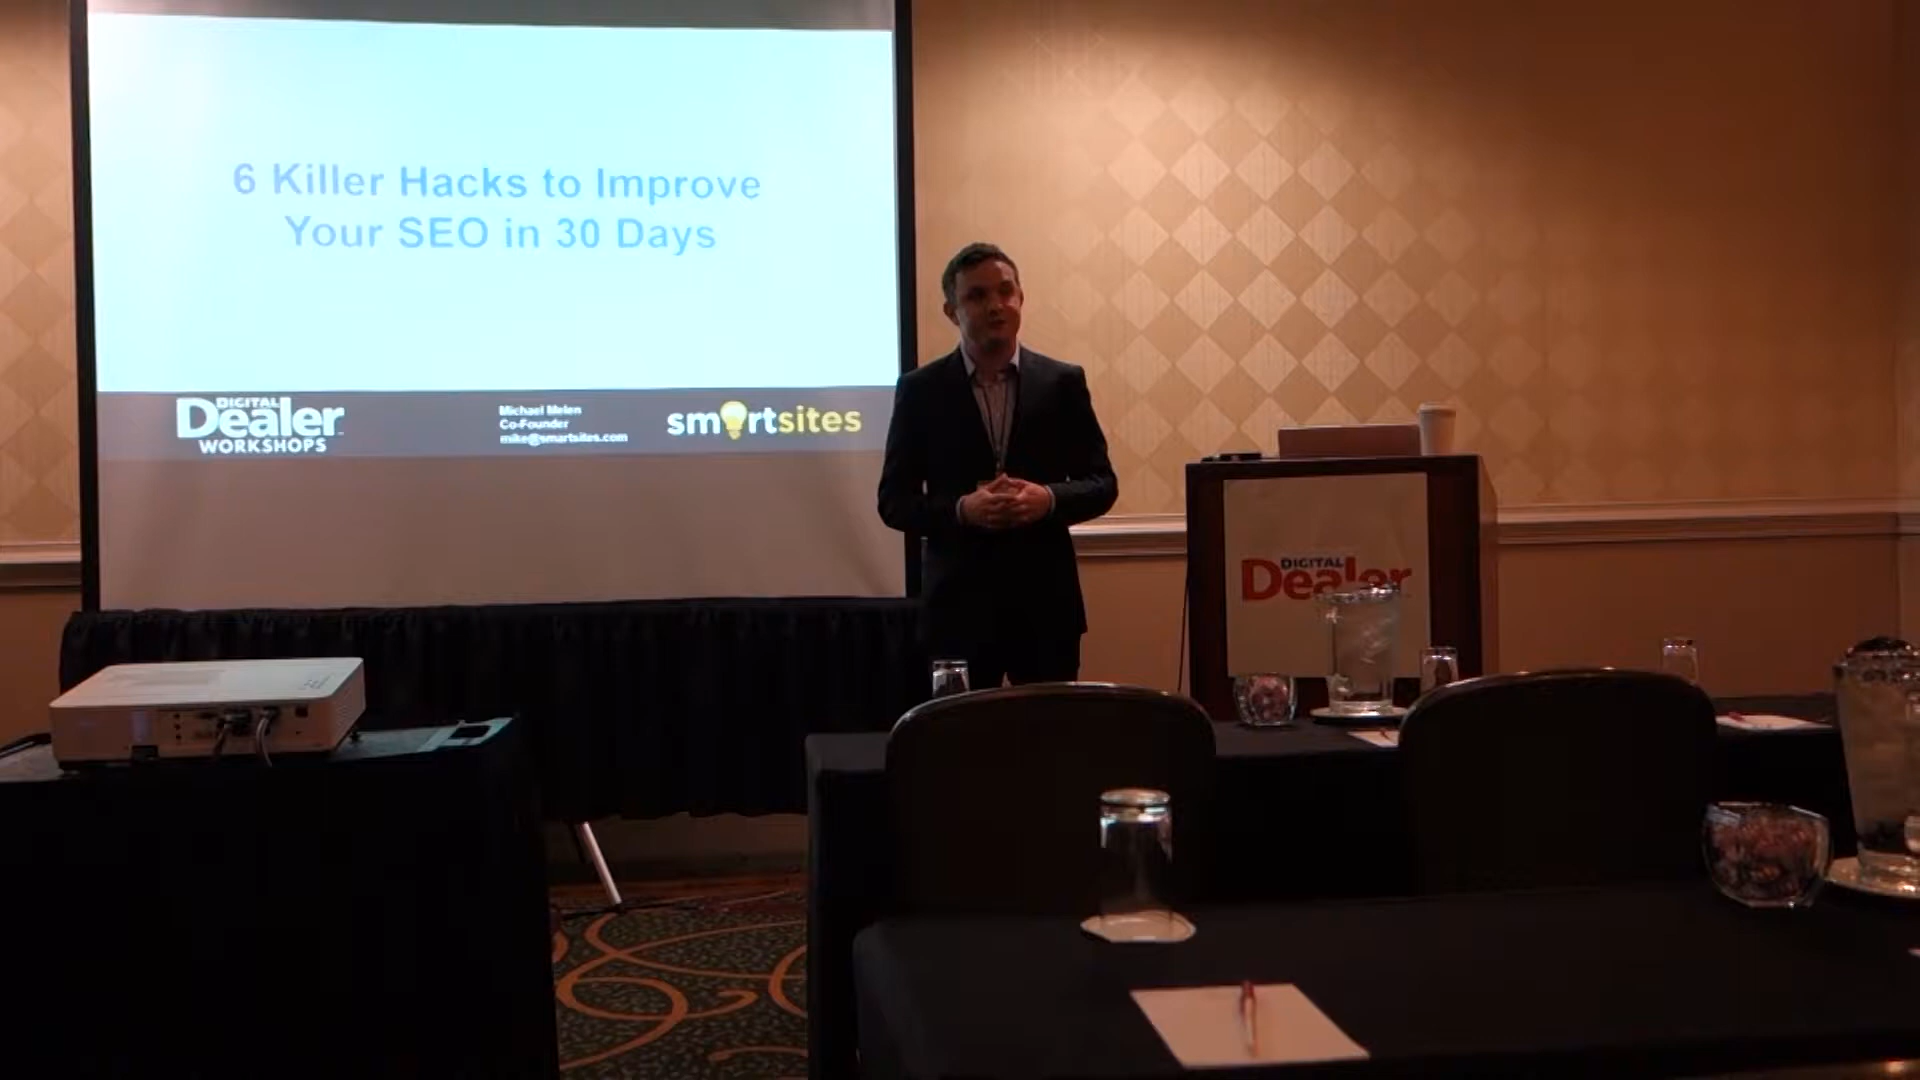 6 Killer Hacks to Improve
Your SEO in 30 Days
DIGITAL
Dealer
WORKSHOPS
Michael Melen
Co-Founder
mike@smartsites.com
smartsites
DIGITAL
Dealer